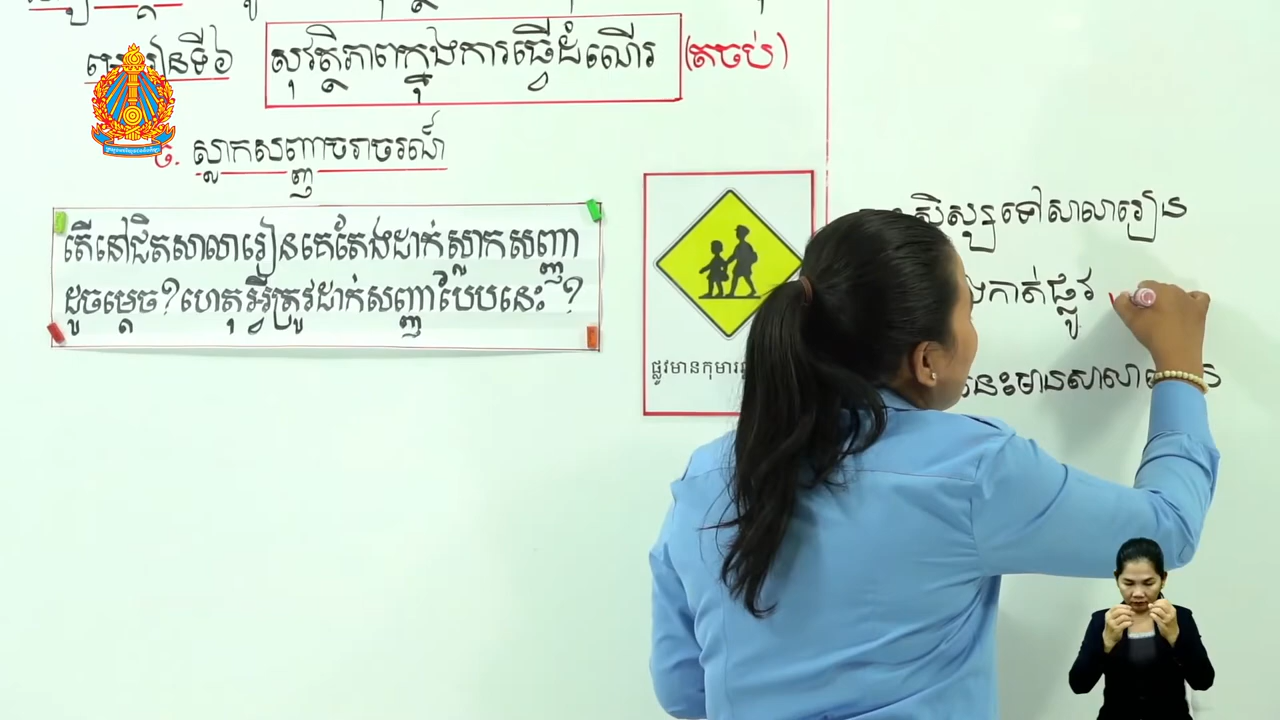 មេរៀនទី៦ សុវត្ថិភាពក្នុងការធ្វើដំណើរ (តចប់)
ស្លាកសញ្ញាចរាចរណ៍
តើនៅជិតសាលារៀនគេតែងដាក់ស្លាកសញ្ញា
ដូចម្ដេច? ហេតុអ្វីត្រូវដាក់សញ្ញាបែបនេះ ?
ផ្លូវមានកុមារ
សិស្សទៅសាលារៀន
កាត់ផ្លូវ
នេះមានសាលារៀន